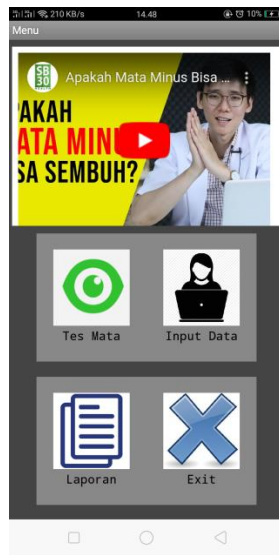 210 KB/s 14.48 10%
Menu
SB
30
Apakah Mata Minus Bisa ...
PAKAH
ATA MINU
SA SEMBUH?
Tes Mata Input Data
Laporan Exit